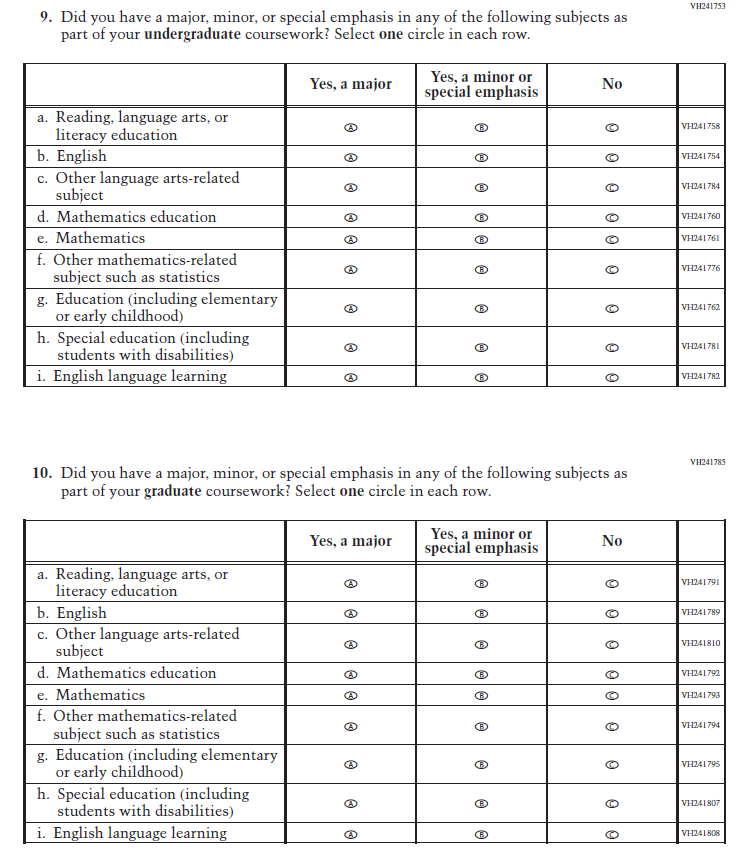 VH241753
9. Did you have a major, minor, or special emphasis in any of the following subjects as
part of your undergraduate coursework? Select one circle in each row.
Yes, a major
Yes, a minor or
special emphasis
No
a. Reading, language arts, or
literacy education
A B C VH241758
b. English A B C VH241754
c. Other language arts-related
subject
A B C VH241784
d. Mathematics education A B C VH241760
e. Mathematics A B C VH241761
f. Other mathematics-related
subject such as statistics
A B C VH241776
g. Education (including elementary
or early childhood)
A B C VH241762
h. Special education (including
students with disabilities)
A B C VH241781
i. English language learning A B C VH241782
VH241785
10. Did you have a major, minor, or special emphasis in any of the following subjects as
part of your graduate coursework? Select one circle in each row.
Yes, a major
Yes, a minor or
special emphasis
No
a. Reading, language arts, or
literacy education
A B C VH241791
b. English A B C VH241789
c. Other language arts-related
subject
A B C VH241810
d. Mathematics education A B C VH241792
e. Mathematics A B C VH241793
f. Other mathematics-related
subject such as statistics
A B C VH241794
g. Education (including elementary
or early childhood)
A B C VH241795
h. Special education (including
students with disabilities)
A B C VH241807
i. English language learning A B C VH241808